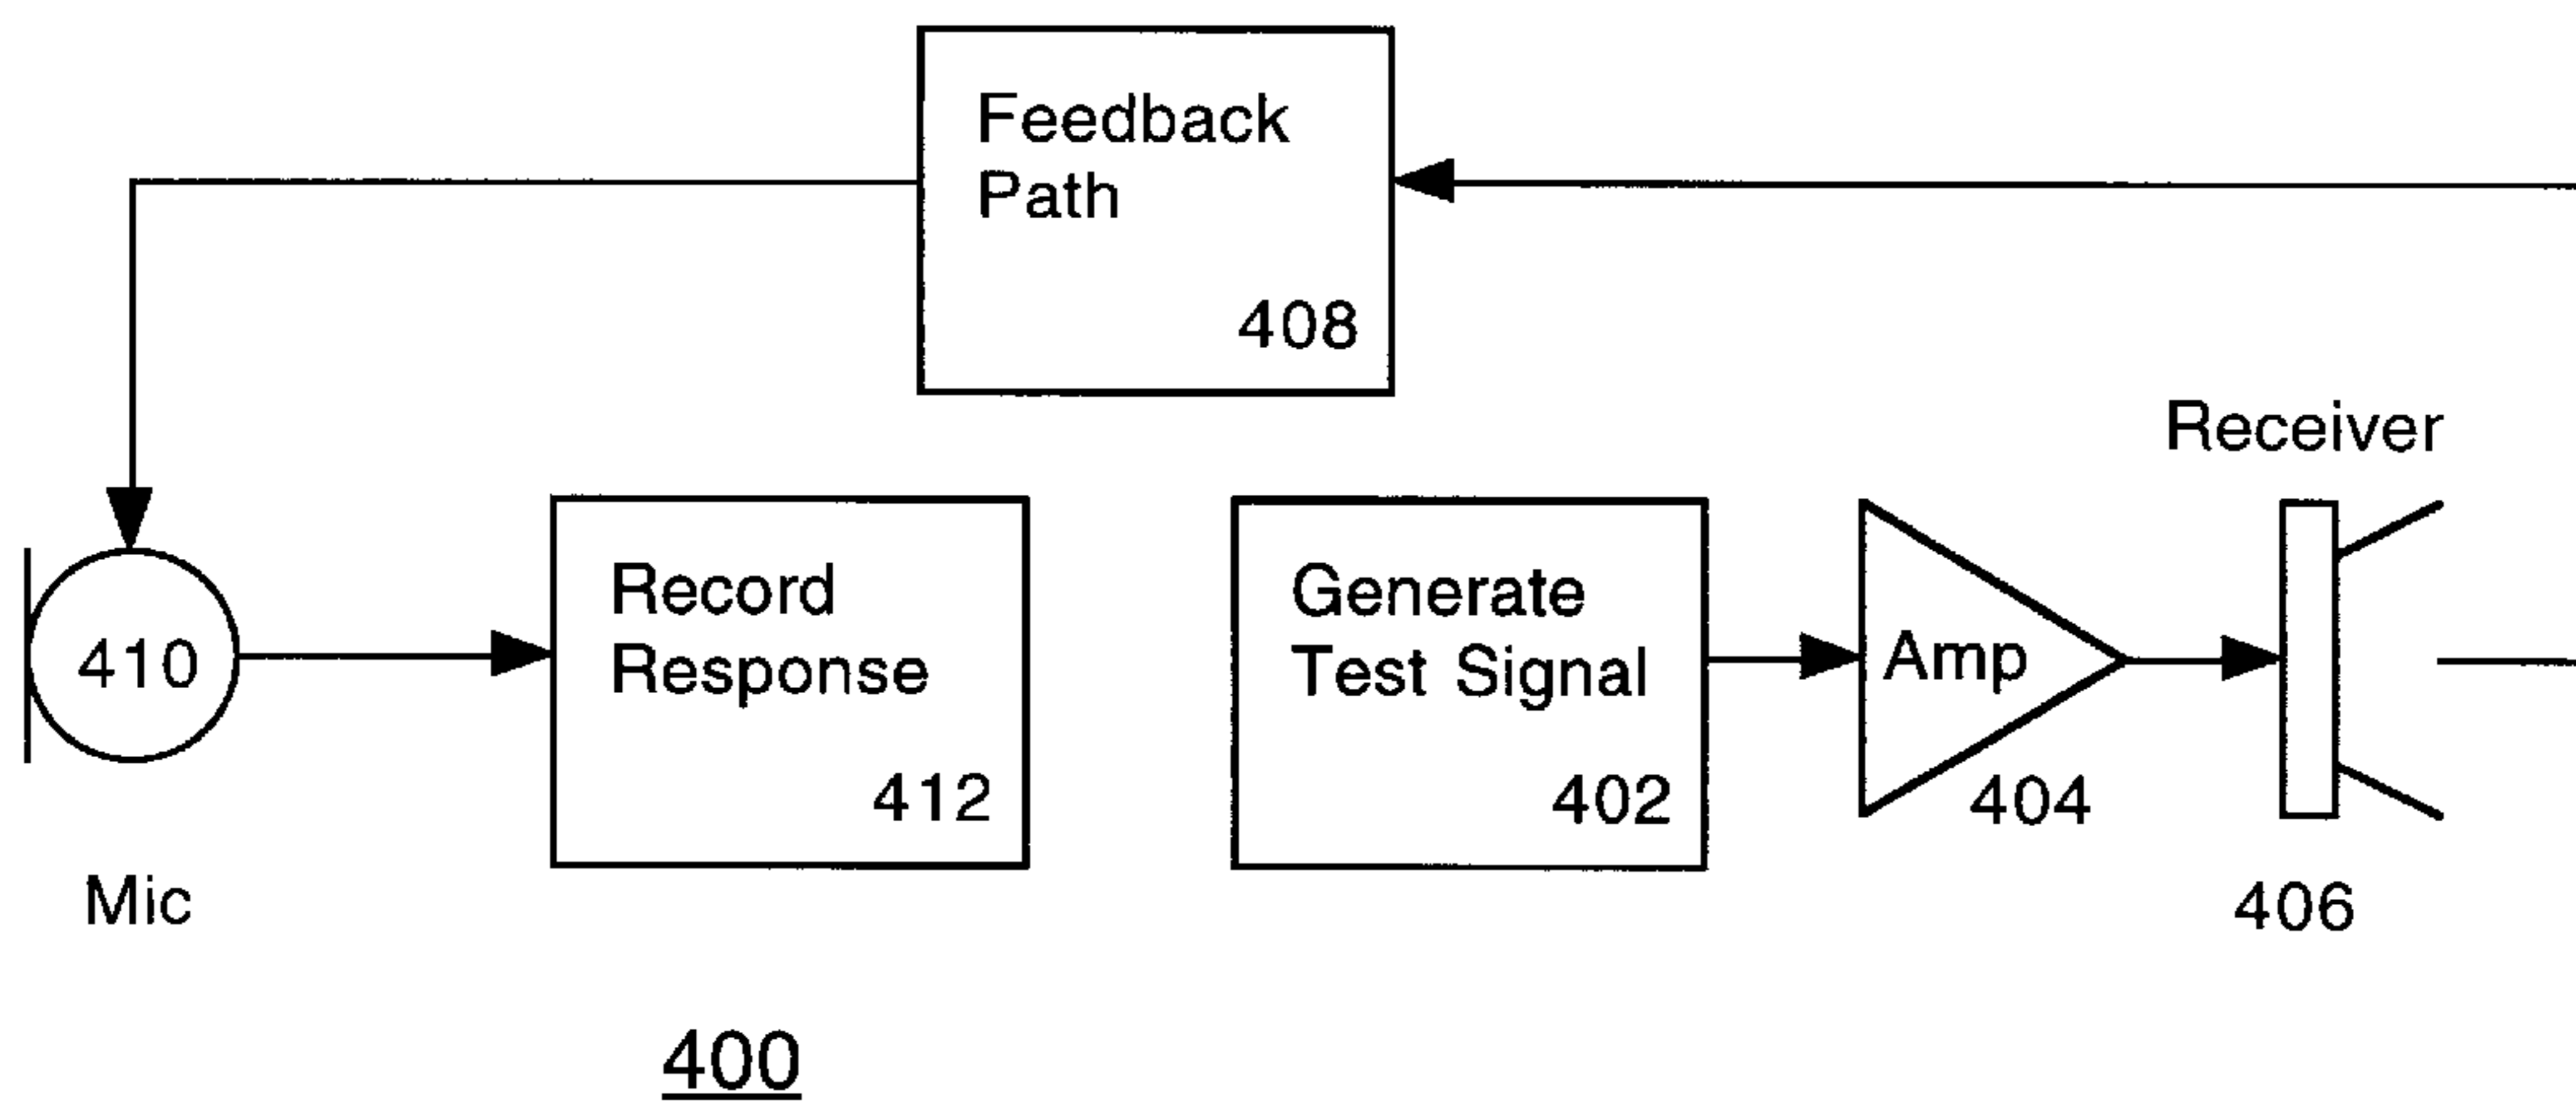 Feedback
Path
408
Receiver
410
Record
Response
412
Generate
Test Signal
402
Amp
404
Mic
406
400